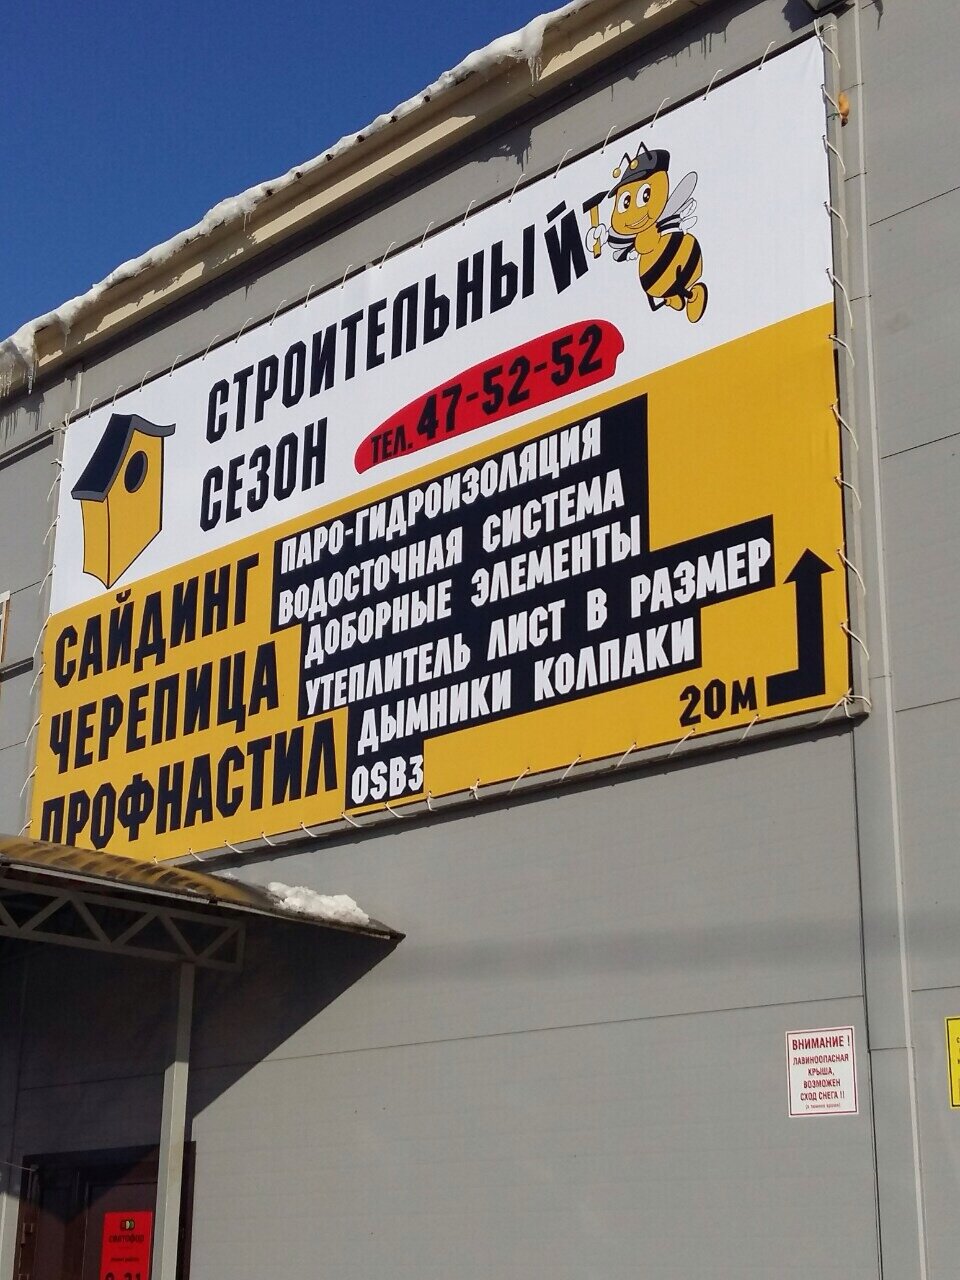 СТРОИТЕЛЬНЫЙ
СЕЗОН
ТЕЛ. 47-52-52
САЙДИНГ
ЧЕРЕПИЦА
ПРОФНАСТИЛ
ПАРО-ГИДРОИЗОЛЯЦИЯ
ВОДОСТОЧНАЯ СИСТЕМА
ДОБОРНЫЕ ЭЛЕМЕНТЫ
УТЕПЛИТЕЛЬ ЛИСТ В РАЗМЕР
ДЫМНИКИ КОЛПАКИ
OSB3
20М
ВНИМАНИЕ !
ЛАВИНООПАСНАЯ
КРЫША,
ВОЗМОЖЕН
СХОД СНЕГА !!
светофор